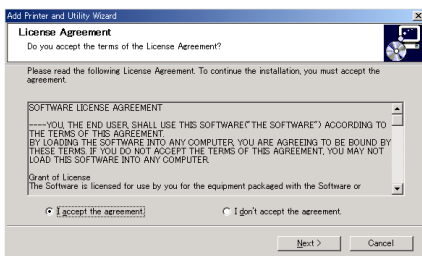 Add Printer and Utility Wizard
License Agreement
Do you accept the terms of the License Agreement?
Please read the following License Agreement. To continue the installation, you must accept the
agreement.
SOFTWARE LICENSE AGREEMENT
----YOU, THE END USER, SHALL USE THIS SOFTWARE("THE SOFTWARE") ACCORDING TO
THE TERMS OF THIS AGREEMENT.
BY LOADING THE SOFTWARE INTO ANY COMPUTER, YOU ARE AGREEING TO BE BOUND BY
THESE TERMS. IF YOU DO NOT ACCEPT THE TERMS OF THIS AGREEMENT, YOU MAY NOT
LOAD THIS SOFTWARE INTO ANY COMPUTER.
Grant of License
The Software is licensed for use by you for the equipment packaged with the Software or
I accept the agreement.
I don't accept the agreement.
Next >
Cancel